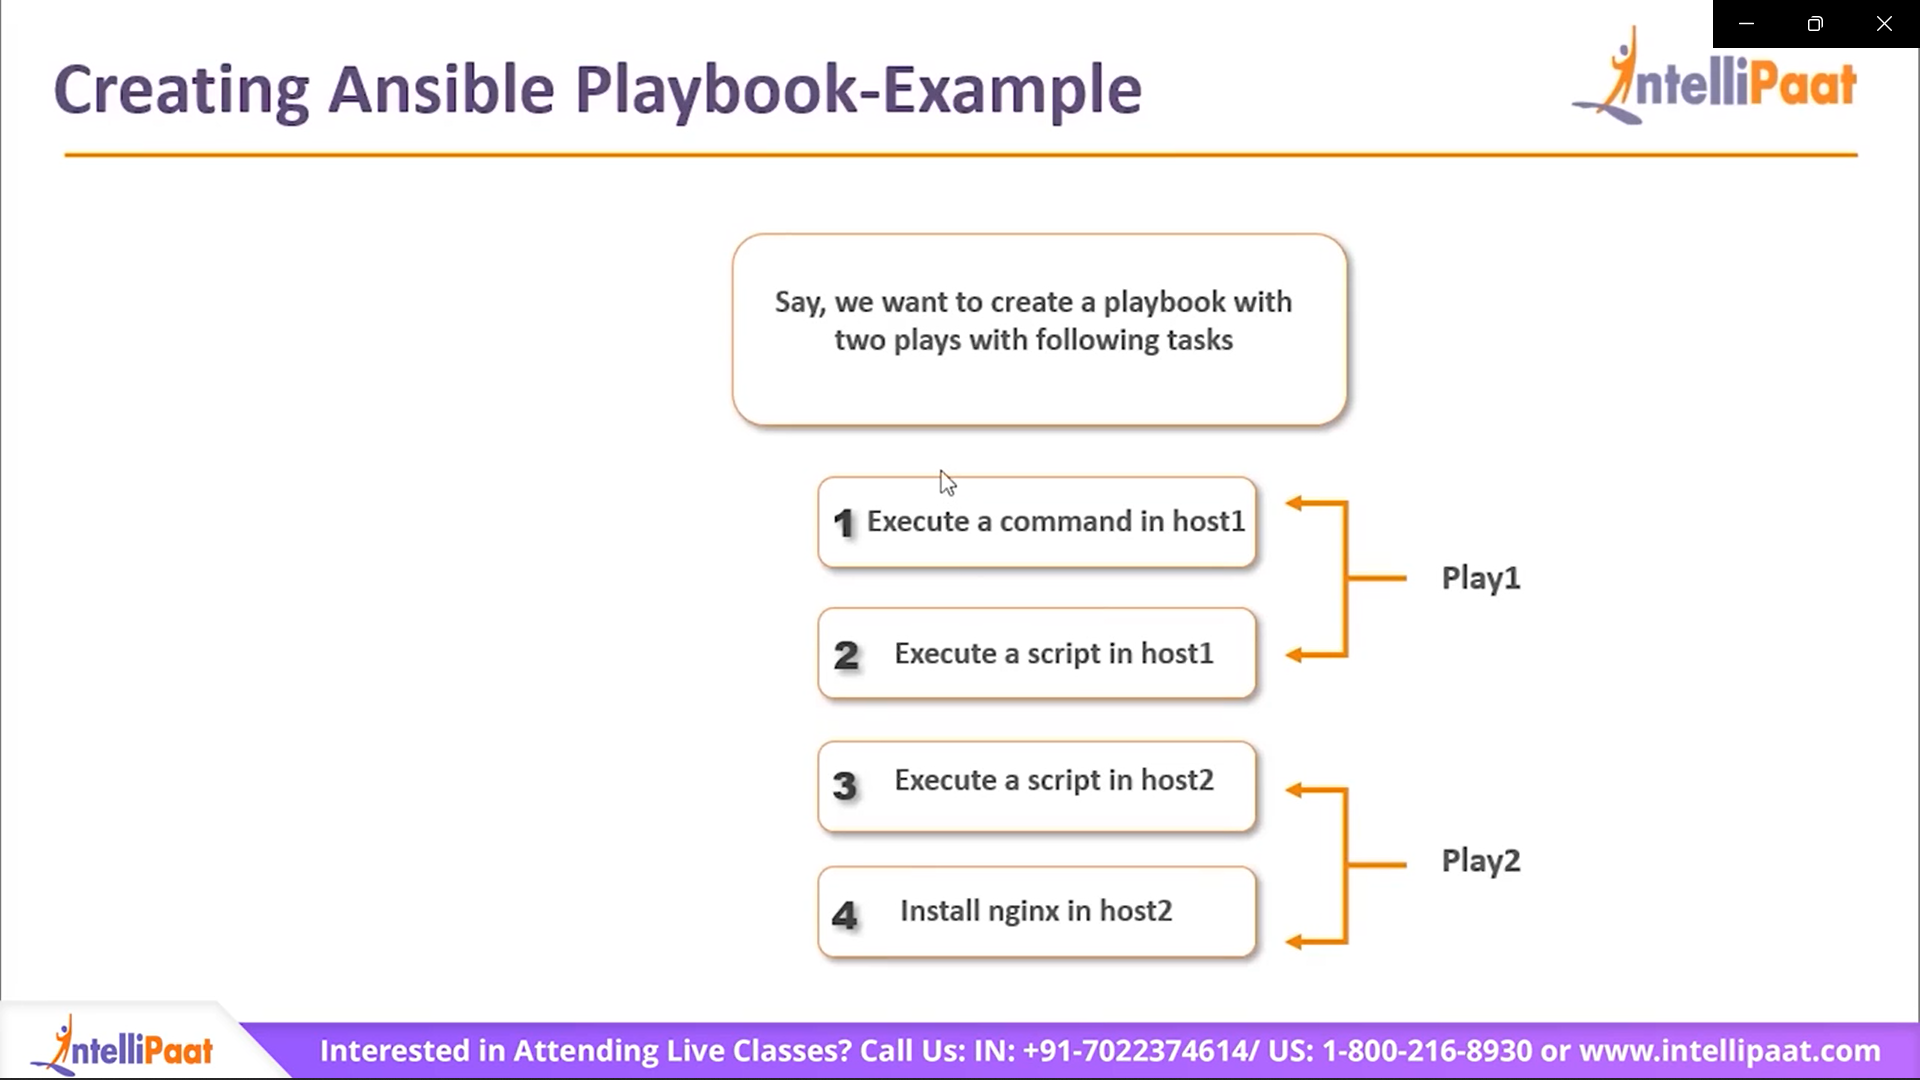 Creating Ansible Playbook-Example
IntelliPaat
Say, we want to create a playbook with
two plays with following tasks
1 Execute a command in host1
2 Execute a script in host1
Play1
3 Execute a script in host2
4 Install nginx in host2
Play2
IntelliPaat
Interested in Attending Live Classes? Call Us: IN: +91-7022374614/ US: 1-800-216-8930 or www.intellipaat.com